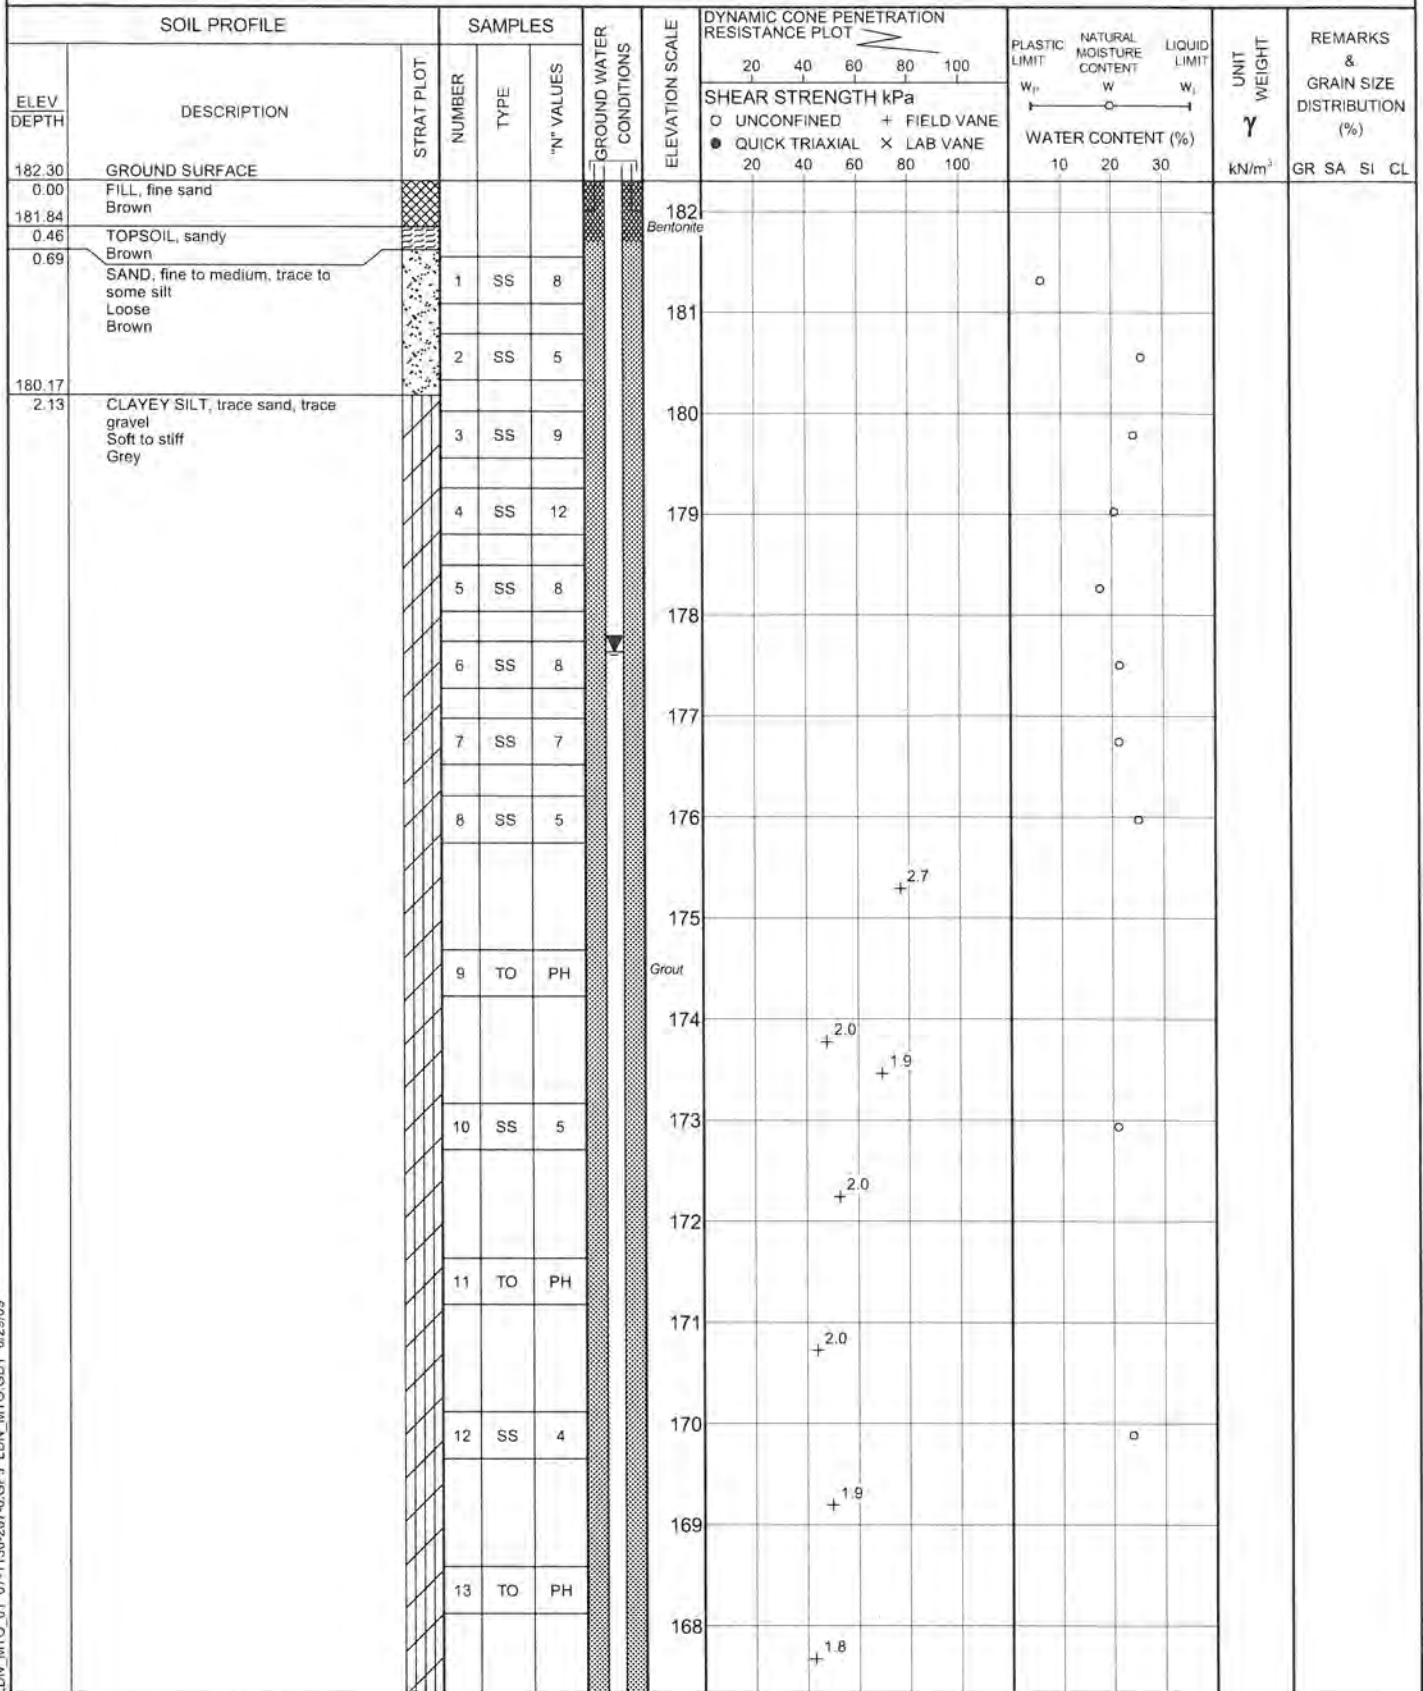 SOIL PROFILE
SAMPLES
GROUND WATER
CONDITIONS
ELEVATION SCALE
DYNAMIC CONE PENETRATION
RESISTANCE PLOT
20 40 60 80 100
SHEAR STRENGTH kPa
O UNCONFINED + FIELD VANE
● QUICK TRIAXIAL × LAB VANE
20 40 60 80 100
PLASTIC
LIMIT
NATURAL
MOISTURE
CONTENT
LIQUID
LIMIT
W
WATER CONTENT (%)
10 20 30
UNIT
WEIGHT
γ
kN/m³
REMARKS
&
GRAIN SIZE
DISTRIBUTION
(%)
GR SA SI CL
ELEV
DEPTH
DESCRIPTION
STRAT PLOT
NUMBER
TYPE
"N" VALUES
182.30 GROUND SURFACE
0.00 FILL, fine sand
Brown
181.84
0.46 TOPSOIL, sandy
Brown
0.69
SAND, fine to medium, trace to
some silt
Loose
Brown
180.17
2.13 CLAYEY SILT, trace sand, trace
gravel
Soft to stiff
Grey
1 SS 8
2 SS 5
3 SS 9
4 SS 12
5 SS 8
6 SS 8
7 SS 7
8 SS 5
9 TO PH
10 SS 5
11 TO PH
12 SS 4
13 TO PH
182
Bentonite
181
180
179
178
177
176
175
Grout
174
173
172
171
170
169
168
2.7
2.0
1.9
2.0
2.0
1.9
1.8